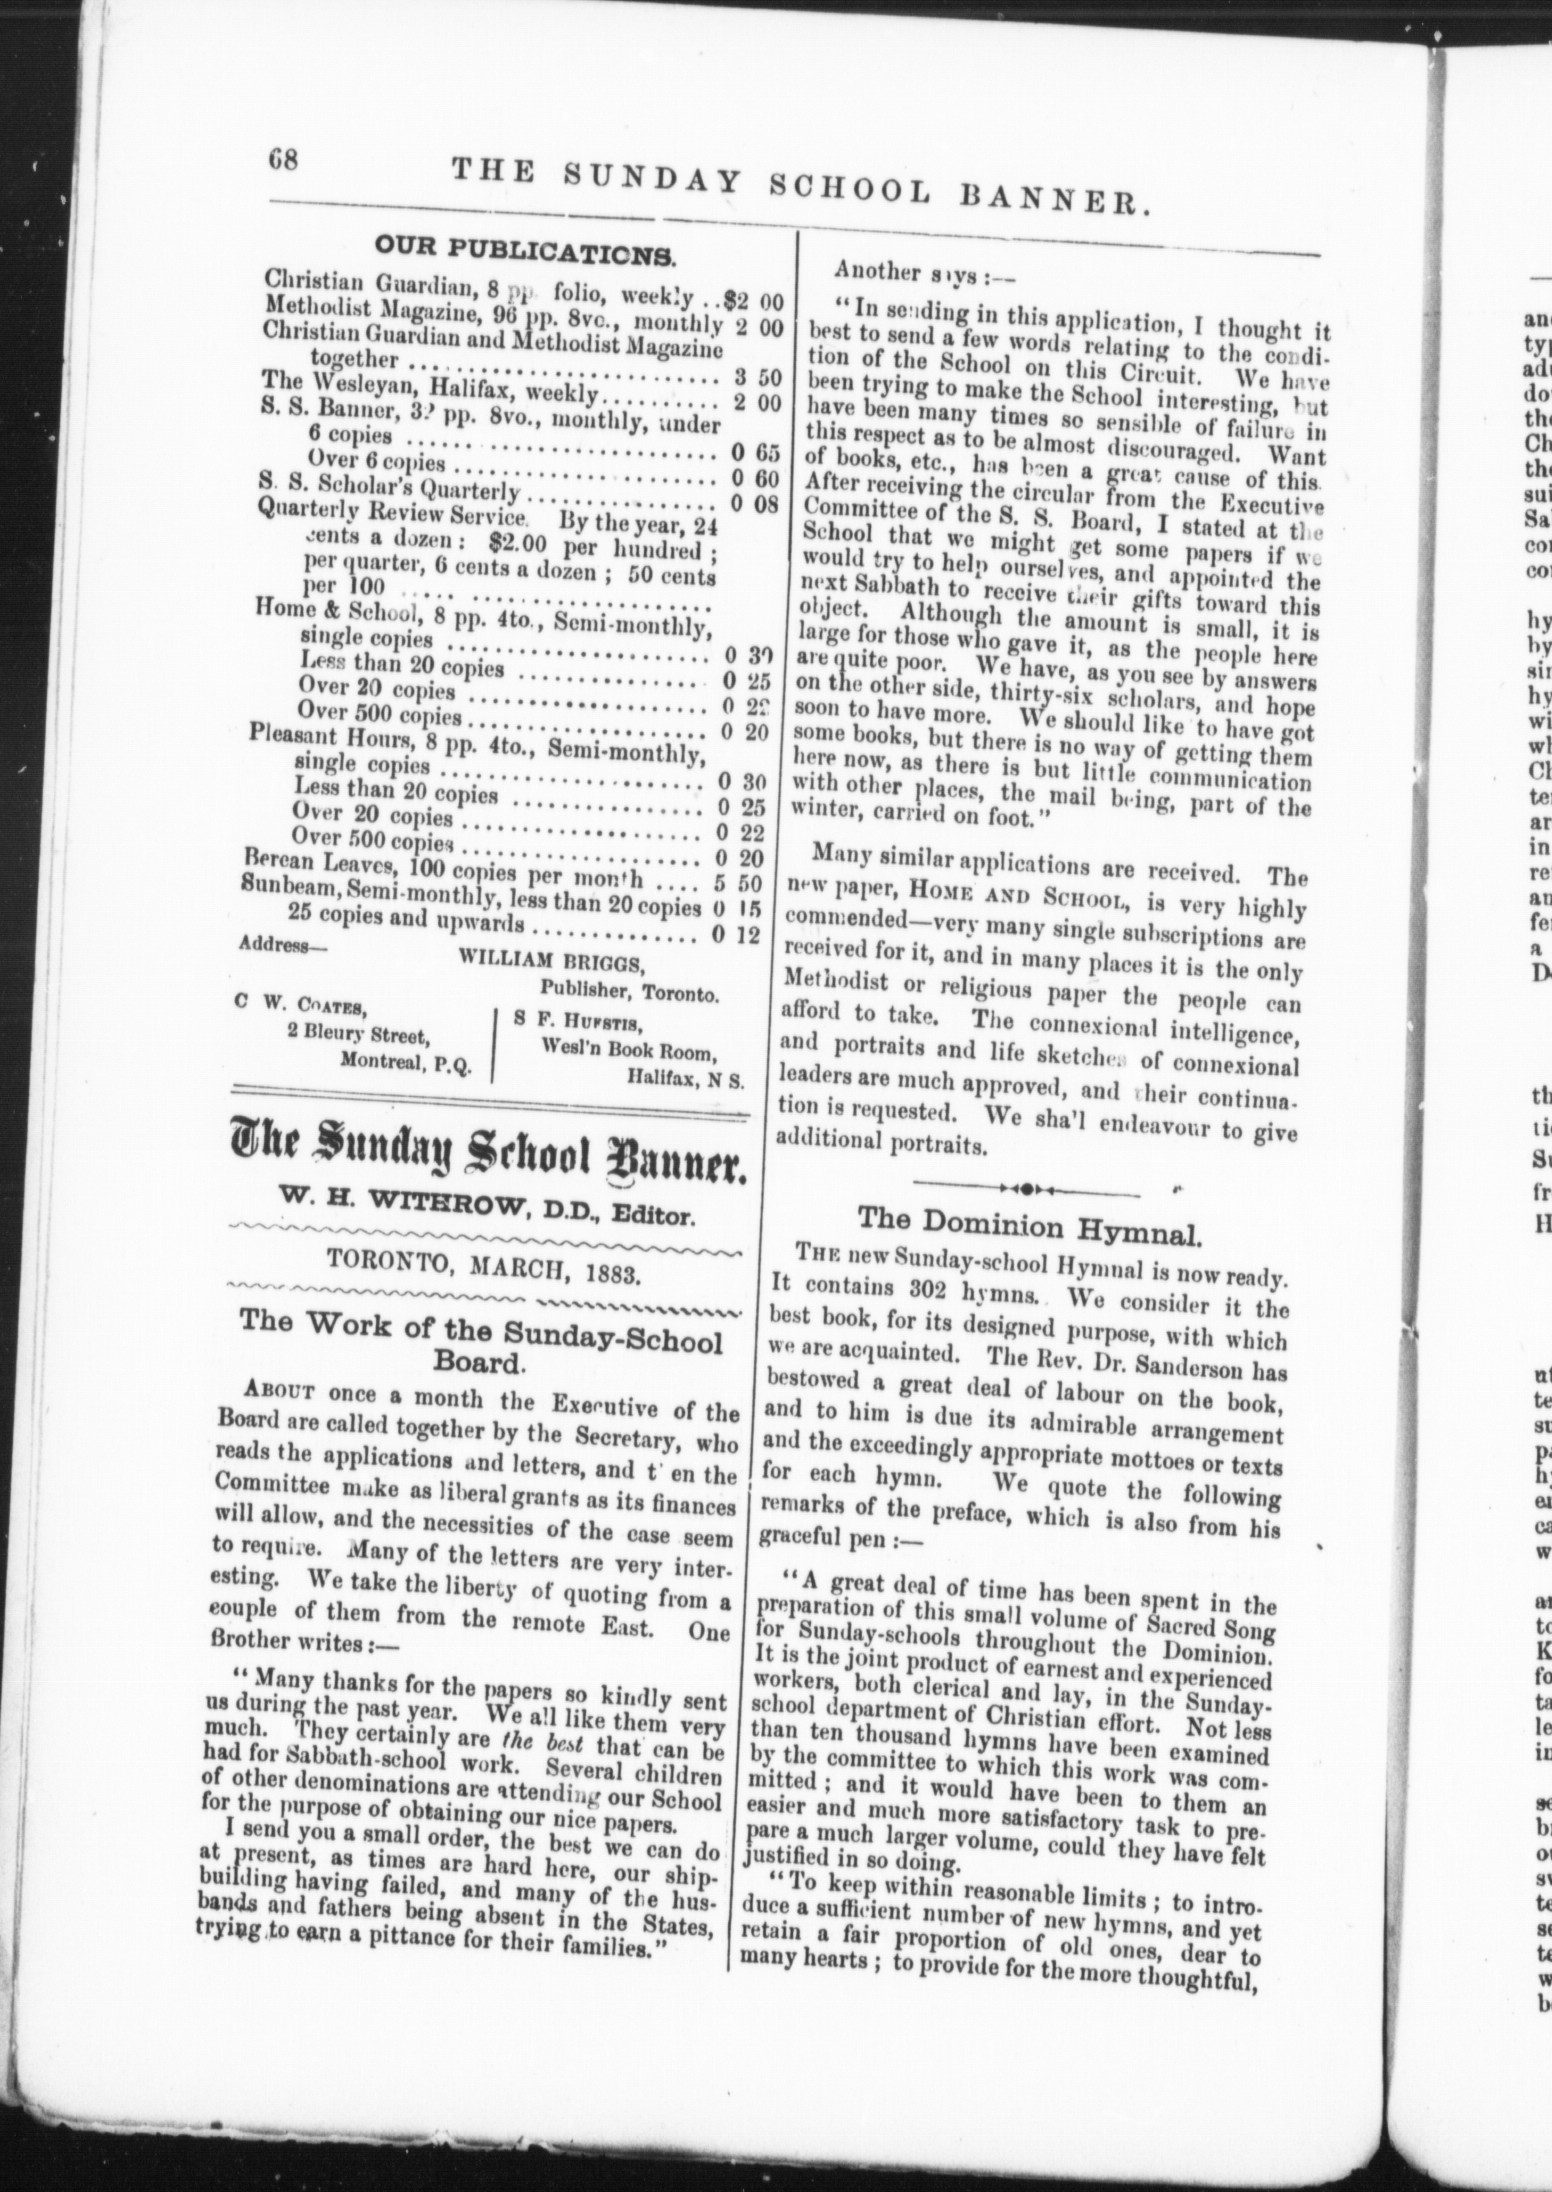 68
THE SUNDAY SCHOOL BANNER.
OUR PUBLICATIONS.
Christian Guardian, 8 pp. folio, weekly .. $2 00
Methodist Magazine, 96 pp. 8vo., monthly 2 00
Christian Guardian and Methodist Magazine
together ........................... 3 50
The Wesleyan, Halifax, weekly.......... 2 00
S. S. Banner, 32 pp. 8vo., monthly, under
6 copies ........................... 0 65
Over 6 copies ........................ 0 60
S. S. Scholar's Quarterly ................ 0 08
Quarterly Review Service. By the year, 24
cents a dozen: $2.00 per hundred;
per quarter, 6 cents a dozen; 50 cents
per 100 ...........................
Home & School, 8 pp. 4to., Semi-monthly,
single copies ........................ 0 30
Less than 20 copies ................. 0 25
Over 20 copies ..................... 0 22
Over 500 copies ..................... 0 20
Pleasant Hours, 8 pp. 4to., Semi-monthly,
single copies ........................ 0 30
Less than 20 copies ................. 0 25
Over 20 copies ..................... 0 22
Over 500 copies ..................... 0 20
Berean Leaves, 100 copies per month .... 5 50
Sunbeam, Semi-monthly, less than 20 copies 0 15
25 copies and upwards .............. 0 12
Address—
WILLIAM BRIGGS,
Publisher, Toronto.
C W. COATES,
2 Bleury Street,
Montreal, P.Q.
S F. HUESTIS,
Wesl'n Book Room,
Halifax, N S.
The Sunday School Banner.
W. H. WITHROW, D.D., Editor.
TORONTO, MARCH, 1883.
The Work of the Sunday-School
Board.
ABOUT once a month the Executive of the
Board are called together by the Secretary, who
reads the applications and letters, and t en the
Committee make as liberal grants as its finances
will allow, and the necessities of the case seem
to require. Many of the letters are very inter-
esting. We take the liberty of quoting from a
couple of them from the remote East. One
Brother writes:—
"Many thanks for the papers so kindly sent
us during the past year. We all like them very
much. They certainly are the best that can be
had for Sabbath-school work. Several children
of other denominations are attending our School
for the purpose of obtaining our nice papers.
I send you a small order, the best we can do
at present, as times are hard here, our ship-
building having failed, and many of the hus-
bands and fathers being absent in the States,
trying to earn a pittance for their families."
Another says:—
"In sending in this application, I thought it
best to send a few words relating to the condi-
tion of the School on this Circuit. We have
been trying to make the School interesting, but
have been many times so sensible of failure in
this respect as to be almost discouraged. Want
of books, etc., has been a great cause of this.
After receiving the circular from the Executive
Committee of the S. S. Board, I stated at the
School that we might get some papers if we
would try to help ourselves, and appointed the
next Sabbath to receive their gifts toward this
object. Although the amount is small, it is
large for those who gave it, as the people here
are quite poor. We have, as you see by answers
on the other side, thirty-six scholars, and hope
soon to have more. We should like to have got
some books, but there is no way of getting them
here now, as there is but little communication
with other places, the mail being, part of the
winter, carried on foot."
Many similar applications are received. The
new paper, HOME AND SCHOOL, is very highly
commended—very many single subscriptions are
received for it, and in many places it is the only
Methodist or religious paper the people can
afford to take. The connexional intelligence,
and portraits and life sketches of connexional
leaders are much approved, and their continua-
tion is requested. We sha'l endeavour to give
additional portraits.
The Dominion Hymnal.
THE new Sunday-school Hymnal is now ready.
It contains 302 hymns. We consider it the
best book, for its designed purpose, with which
we are acquainted. The Rev. Dr. Sanderson has
bestowed a great deal of labour on the book,
and to him is due its admirable arrangement
and the exceedingly appropriate mottoes or texts
for each hymn. We quote the following
remarks of the preface, which is also from his
graceful pen:—
"A great deal of time has been spent in the
preparation of this small volume of Sacred Song
for Sunday-schools throughout the Dominion.
It is the joint product of earnest and experienced
workers, both clerical and lay, in the Sunday-
school department of Christian effort. Not less
than ten thousand hymns have been examined
by the committee to which this work was com-
mitted; and it would have been to them an
easier and much more satisfactory task to pre-
pare a much larger volume, could they have felt
justified in so doing.
"To keep within reasonable limits; to intro-
duce a sufficient number of new hymns, and yet
retain a fair proportion of old ones, dear to
many hearts; to provide for the more thoughtful,